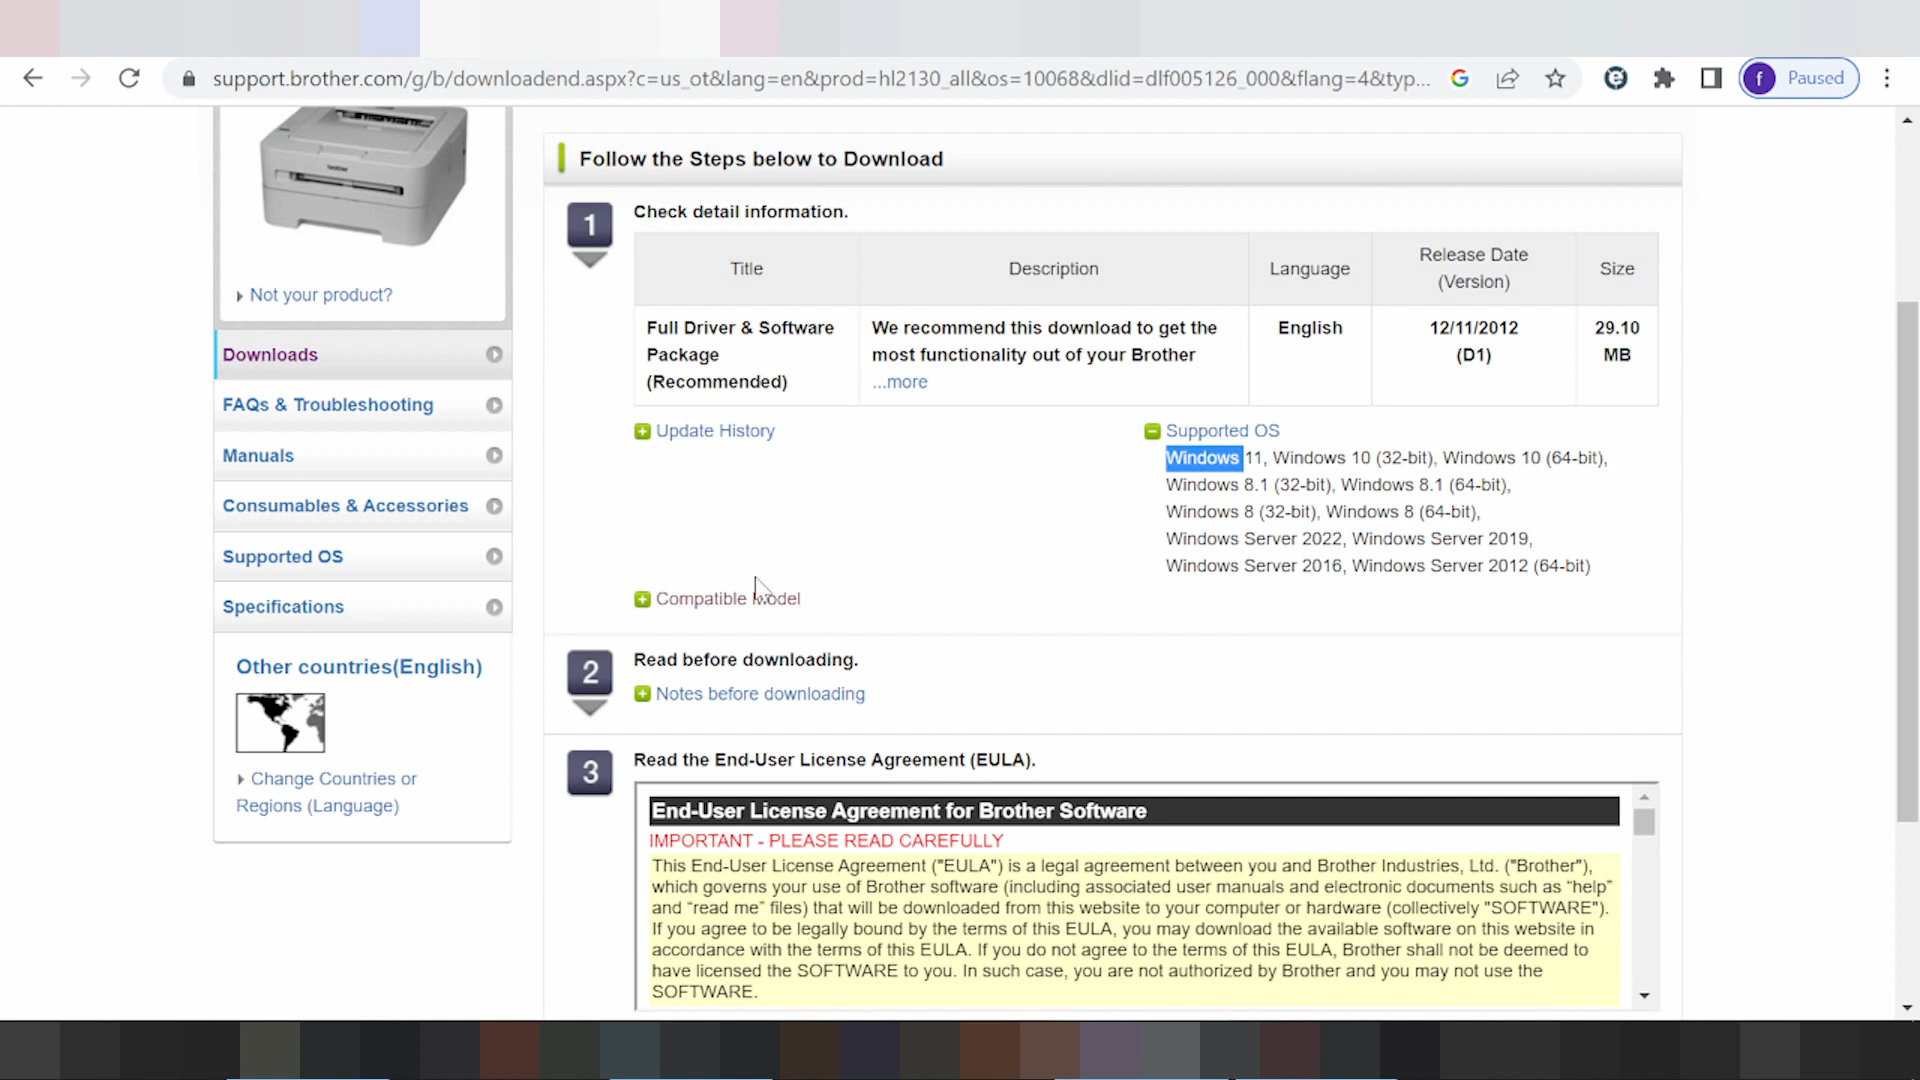 support.brother.com/g/b/downloadend.aspx?c=us_ot&lang=en&prod=hl2130_all&os=10068&dlid=dlf005126_000&flang=4&typ...
f Paused
brother
Not your product?
Downloads
FAQs & Troubleshooting
Manuals
Consumables & Accessories
Supported OS
Specifications
Other countries(English)
Change Countries or
Regions (Language)
Follow the Steps below to Download
1
Check detail information.
Title Description Language Release Date
(Version) Size
Full Driver & Software
Package
(Recommended)
We recommend this download to get the
most functionality out of your Brother
...more
English
12/11/2012
(D1)
29.10
MB
Update History
Supported OS
Windows 11, Windows 10 (32-bit), Windows 10 (64-bit),
Windows 8.1 (32-bit), Windows 8.1 (64-bit),
Windows 8 (32-bit), Windows 8 (64-bit),
Windows Server 2022, Windows Server 2019,
Windows Server 2016, Windows Server 2012 (64-bit)
Compatible Model
2
Read before downloading.
Notes before downloading
3
Read the End-User License Agreement (EULA).
End-User License Agreement for Brother Software
IMPORTANT - PLEASE READ CAREFULLY
This End-User License Agreement ("EULA") is a legal agreement between you and Brother Industries, Ltd. ("Brother"),
which governs your use of Brother software (including associated user manuals and electronic documents such as “help”
and “read me” files) that will be downloaded from this website to your computer or hardware (collectively "SOFTWARE").
If you agree to be legally bound by the terms of this EULA, you may download the available software on this website in
accordance with the terms of this EULA. If you do not agree to the terms of this EULA, Brother shall not be deemed to
have licensed the SOFTWARE to you. In such case, you are not authorized by Brother and you may not use the
SOFTWARE.